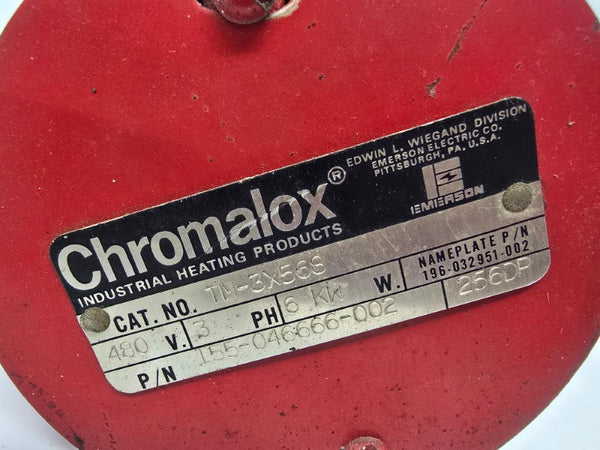 Chromalox®
EDWIN L. WIEGAND DIVISION
EMERSON ELECTRIC CO.
PITTSBURGH, PA. U.S.A.
EMERSON
INDUSTRIAL HEATING PRODUCTS
CAT. NO. TM-3X56S
NAMEPLATE P/N
196-032951-002
480 V. 3 PH 6 KW W. 256DP
P/N 155-046666-002